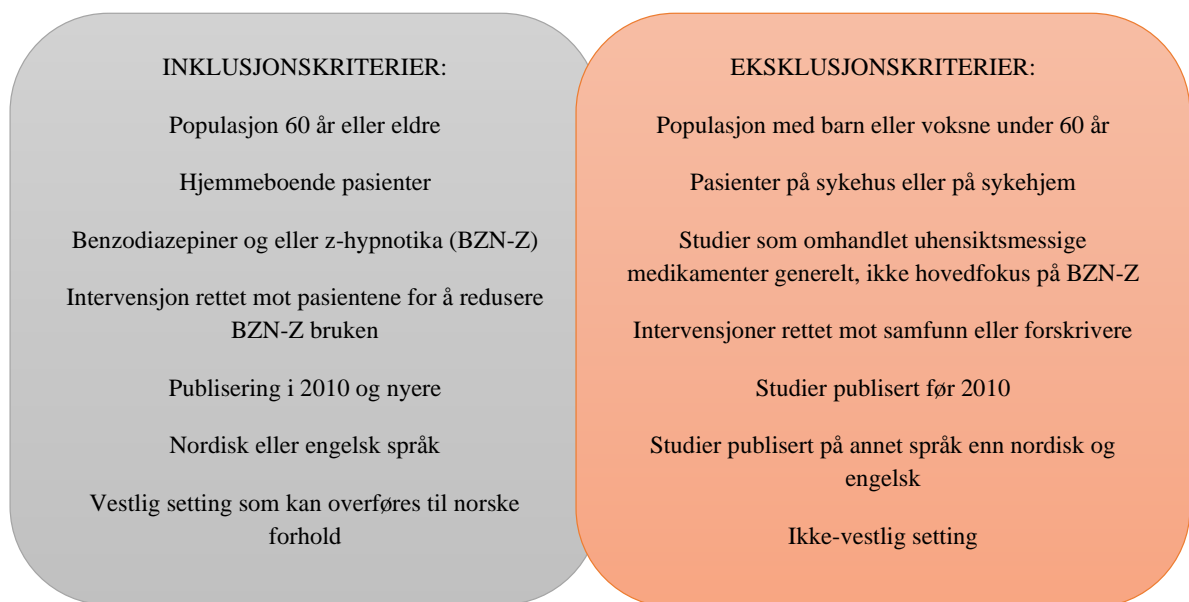 INKLUSJONSKRITERIER:
Populasjon 60 år eller eldre
Hjemmeboende pasienter
Benzodiazepiner og eller z-hypnotika (BZN-Z)
Intervensjon rettet mot pasientene for å redusere
BZN-Z bruken
Publisering i 2010 og nyere
Nordisk eller engelsk språk
Vestlig setting som kan overføres til norske
forhold
EKSKLUSJONSKRITERIER:
Populasjon med barn eller voksne under 60 år
Pasienter på sykehus eller på sykehjem
Studier som omhandlet uhensiktsmessige
medikamenter generelt, ikke hovedfokus på BZN-Z
Intervensjoner rettet mot samfunn eller forskrivere
Studier publisert før 2010
Studier publisert på annet språk enn nordisk og
engelsk
Ikke-vestlig setting